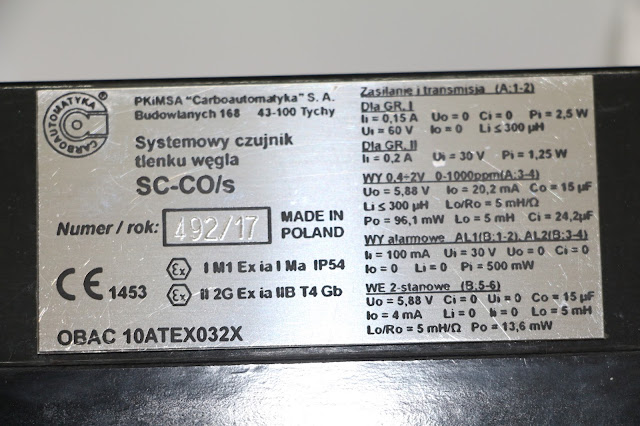 CARBOAUTOMATYKA
CARBOAUTOMATYKA
PKiMSA "Carboautomatyka" S. A.
Budowlanych 168 43-100 Tychy
Systemowy czujnik
tlenku węgla
SC-CO/s
Numer / rok: 492/17 MADE IN POLAND
CE 1453
Ex I M1 Ex ia I Ma IP54
Ex II 2G Ex ia IIB T4 Gb
OBAC 10ATEX032X
Zasilanie i transmisja (A:1-2)
Dla GR. I
Ii = 0,15 A Uo = 0 Ci = 0 Pi = 2,5 W
Ui = 60 V Io = 0 Li ≤ 300 µH
Dla GR. II
Ii = 0,2 A Ui = 30 V Pi = 1,25 W
WY 0,4÷2V 0-1000ppm(A:3-4)
Uo = 5,88 V Io = 20,2 mA Co = 15 µF
Li ≤ 300 µH Lo/Ro = 5 mH/Ω
Po = 96,1 mW Lo = 5 mH Ci = 24,2µF
WY alarmowe AL1(B:1-2), AL2(B:3-4)
Ii = 100 mA Ui = 30 V Uo = 0 Ci = 0
Io = 0 Li = 0 Pi = 500 mW
WE 2-stanowe (B:5-6)
Uo = 5,88 V Ci = 0 Ui = 0 Co = 15 µF
Io = 4 mA Li = 0 Ii = 0 Lo = 5 mH
Lo/Ro = 5 mH/Ω Po = 13,6 mW